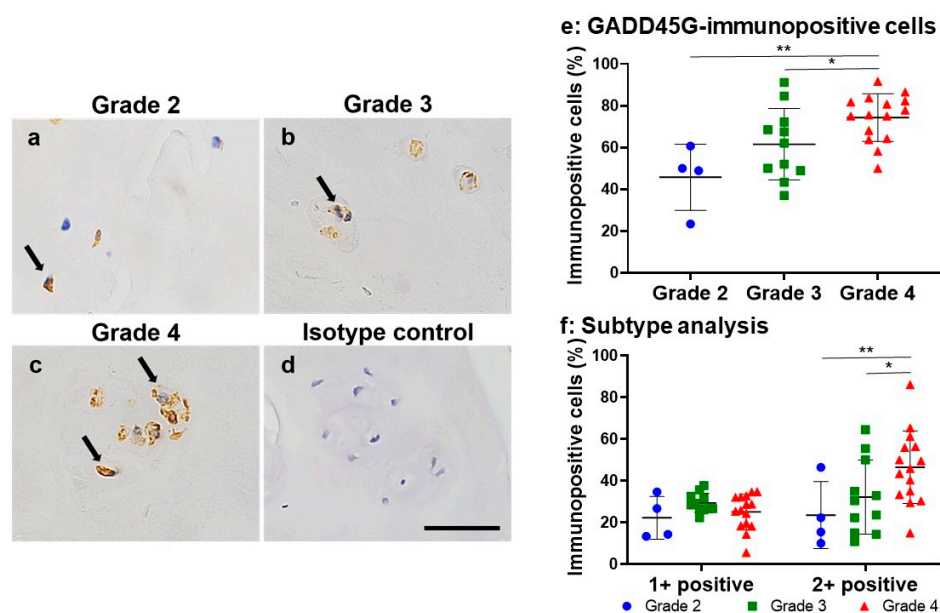 Grade 2
Grade 3
a
b
Grade 4
Isotype control
c
d
e: GADD45G-immunopositive cells
**
*
Immunopositive cells (%)
100
80
60
40
20
0
Grade 2
Grade 3
Grade 4
f: Subtype analysis
**
*
Immunopositive cells (%)
100
80
60
40
20
0
1+ positive
2+ positive
Grade 2
Grade 3
Grade 4